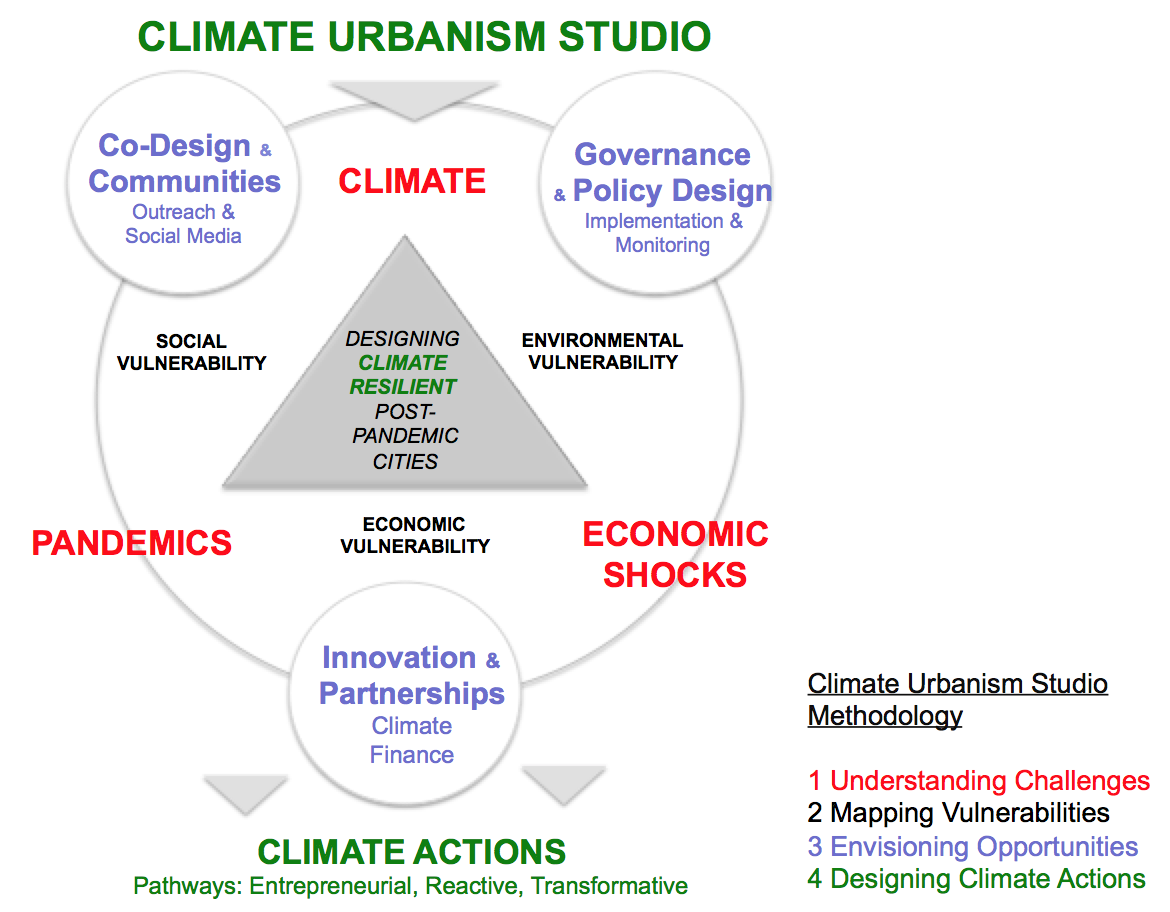 CLIMATE URBANISM STUDIO
Co-Design &
Communities
Outreach &
Social Media
CLIMATE
Governance
& Policy Design
Implementation &
Monitoring
SOCIAL
VULNERABILITY
DESIGNING
CLIMATE
RESILIENT
POST-
PANDEMIC
CITIES
ENVIRONMENTAL
VULNERABILITY
PANDEMICS
ECONOMIC
VULNERABILITY
ECONOMIC
SHOCKS
Innovation &
Partnerships
Climate
Finance
CLIMATE ACTIONS
Pathways: Entrepreneurial, Reactive, Transformative
Climate Urbanism Studio
Methodology
1 Understanding Challenges
2 Mapping Vulnerabilities
3 Envisioning Opportunities
4 Designing Climate Actions